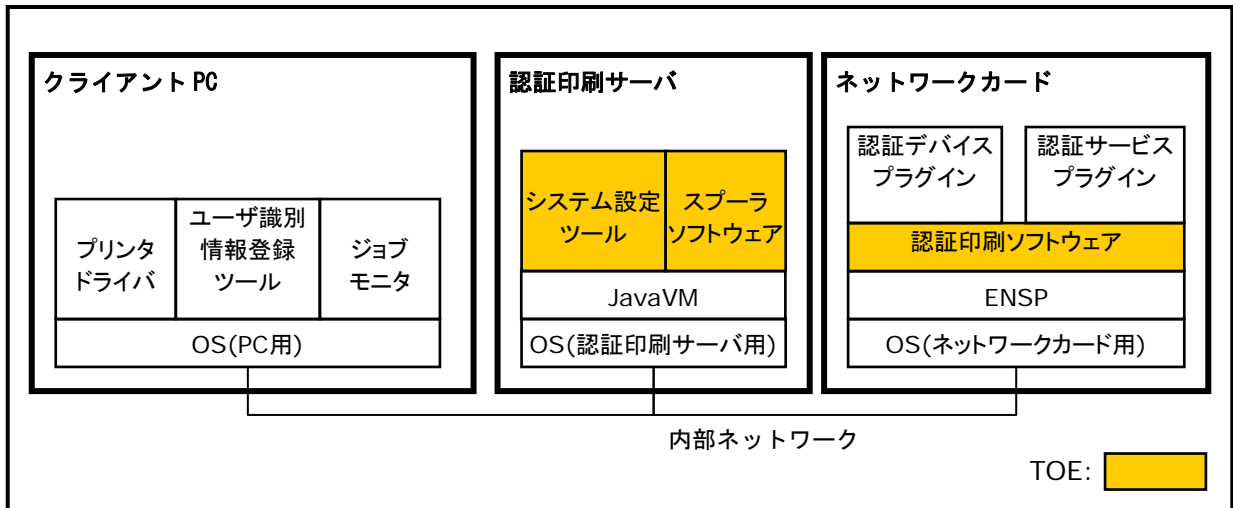 クライアント PC
プリンタ
ドライバ
ユーザ識別
情報登録
ツール
ジョブ
モニタ
OS(PC用)
認証印刷サーバ
システム設定
ツール
スプーラ
ソフトウェア
JavaVM
OS(認証印刷サーバ用)
ネットワークカード
認証デバイス
プラグイン
認証サービス
プラグイン
認証印刷ソフトウェア
ENSP
OS(ネットワークカード用)
内部ネットワーク
TOE: